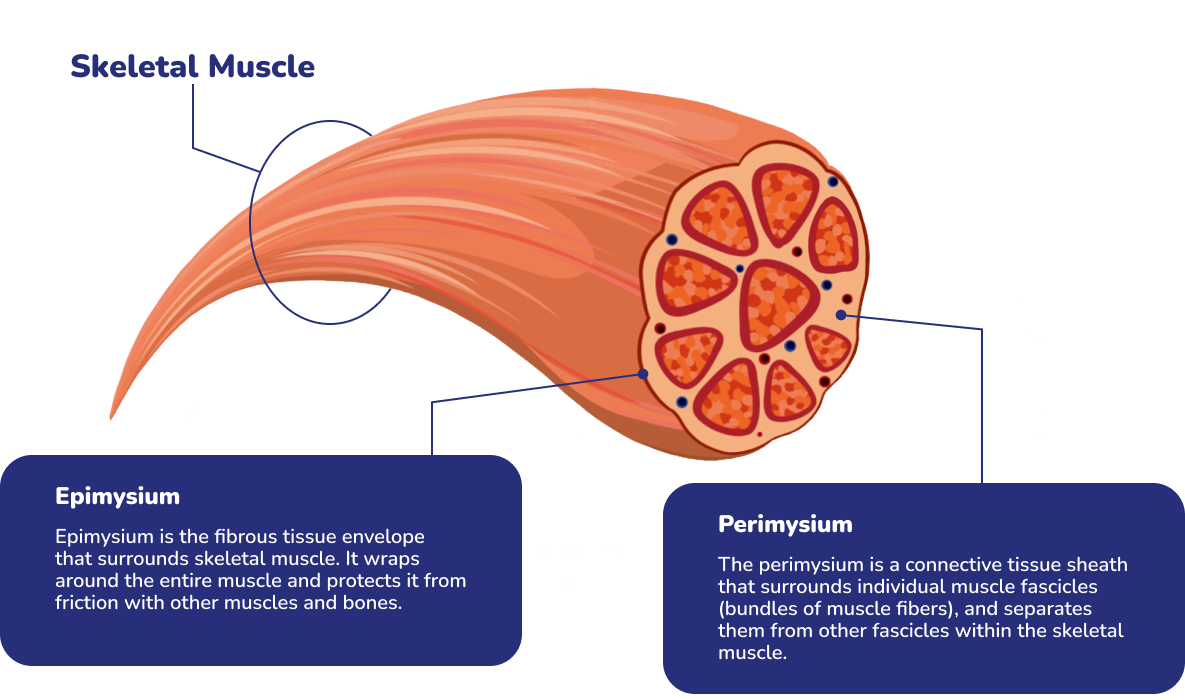 Skeletal Muscle
Epimysium
Epimysium is the fibrous tissue envelope
that surrounds skeletal muscle. It wraps
around the entire muscle and protects it from
friction with other muscles and bones.
Perimysium
The perimysium is a connective tissue sheath
that surrounds individual muscle fascicles
(bundles of muscle fibers), and separates
them from other fascicles within the skeletal
muscle.